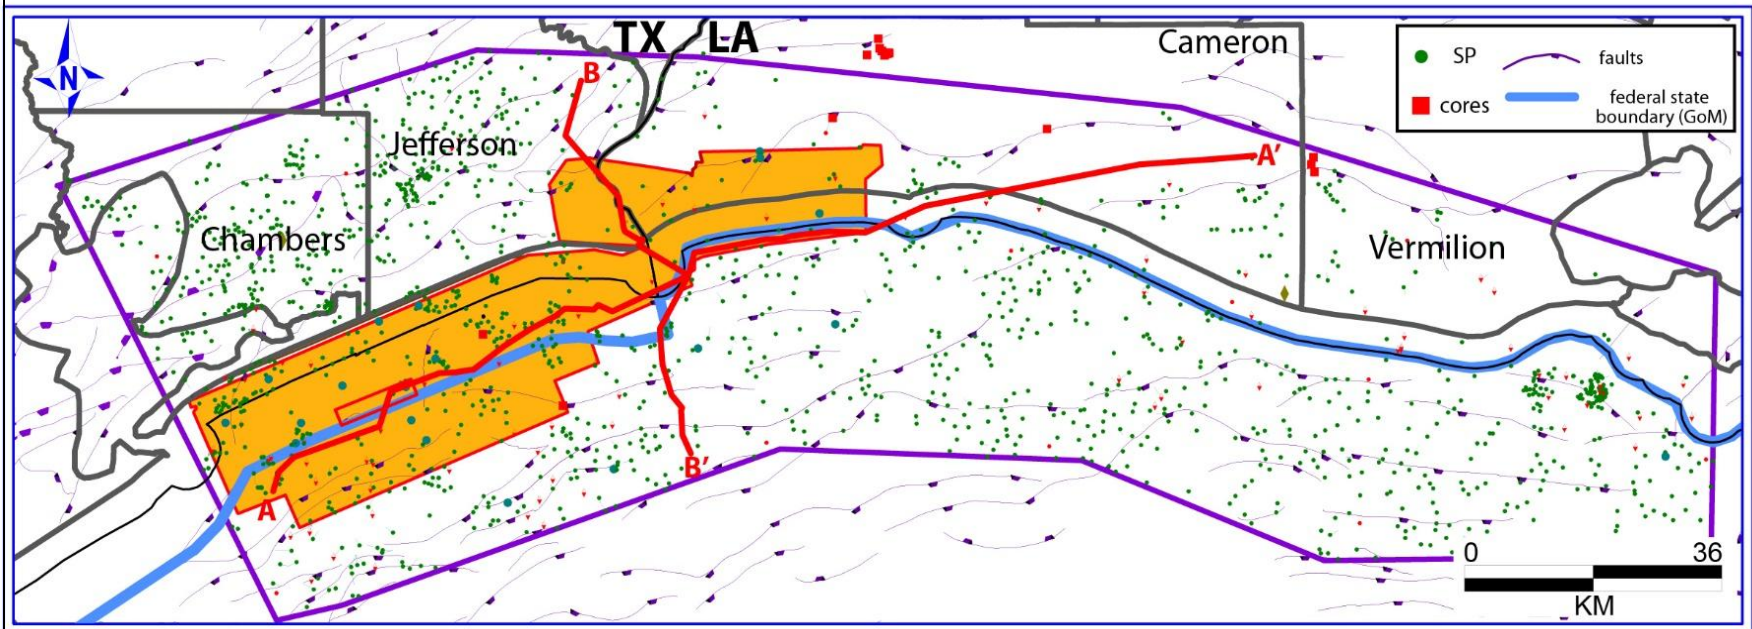 TX LA
Cameron
SP
faults
cores
federal state
boundary (GoM)
N
B
Jefferson
A'
Chambers
Vermilion
B'
A
0 36
KM